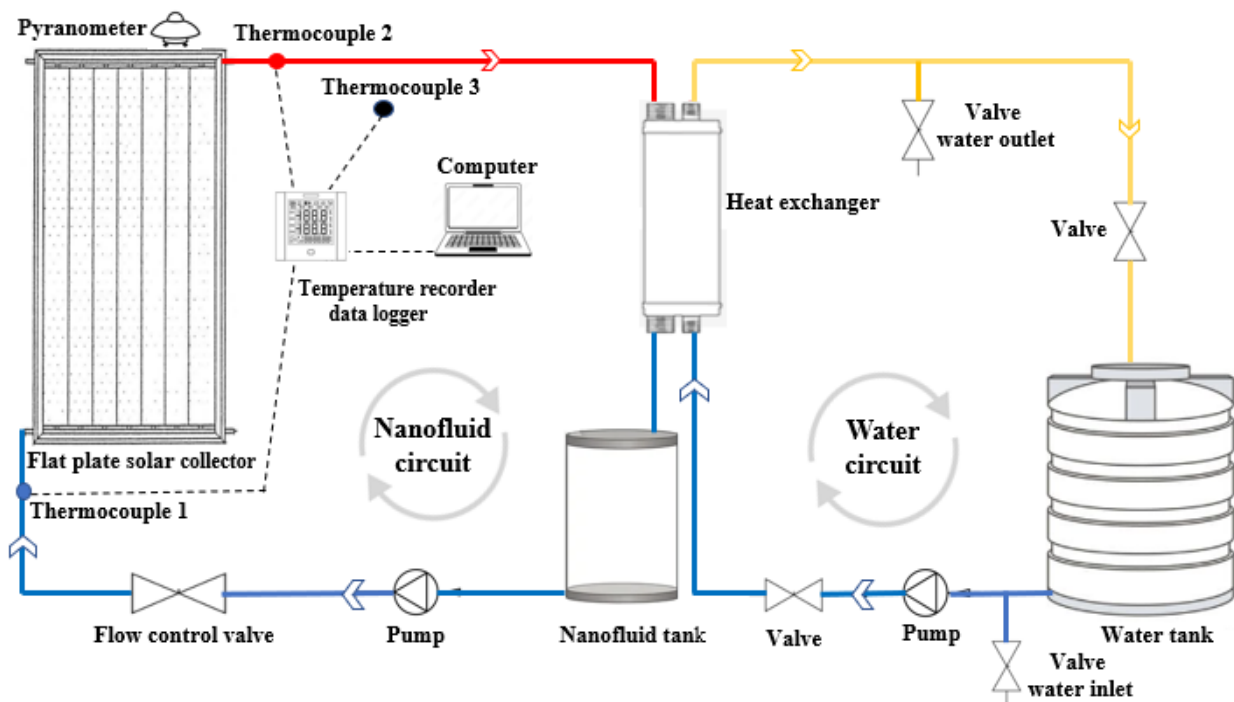 Pyranometer
Thermocouple 2
Thermocouple 3
Computer
Temperature recorder
data logger
Heat exchanger
Valve
water outlet
Valve
Nanofluid
circuit
Water
circuit
Flat plate solar collector
Thermocouple 1
Flow control valve
Pump
Nanofluid tank
Valve
Pump
Water tank
Valve
water inlet